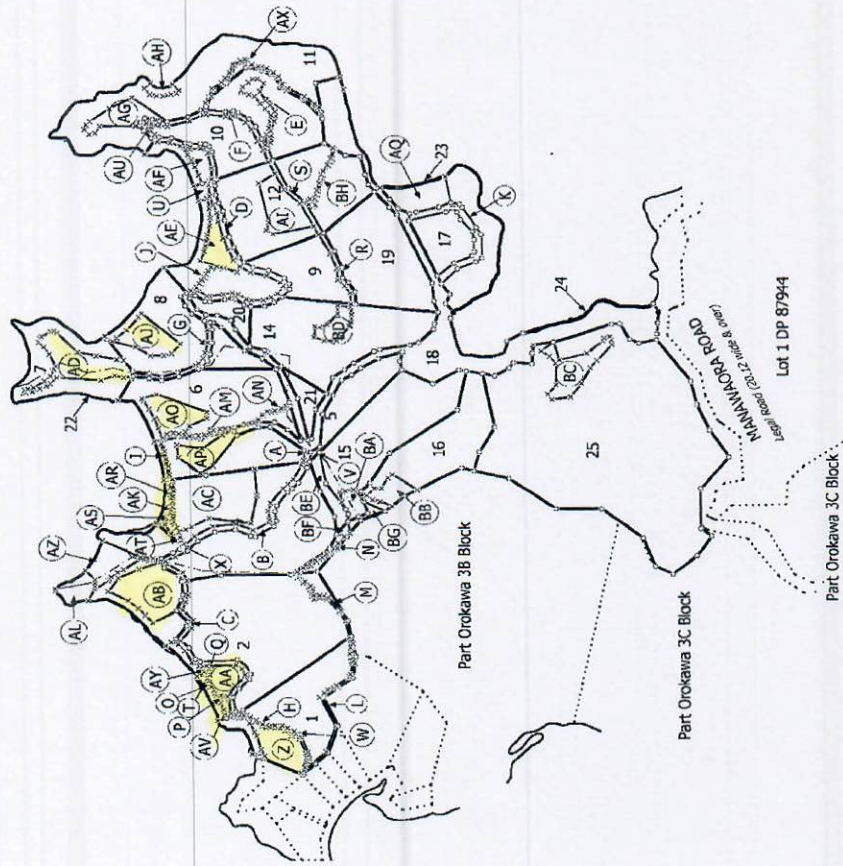 AL
AZ
22
7
AD
AH
AG
AX
AS
AK
AR
I
AO
AJ
8
J
AE
U
AF
AU
AB
AT
AC
AP
AM
6
G
D
10
11
AY
O
T
P
AV
Q
AA
2
C
X
B
AN
A
20
14
F
E
12
AI
S
Z
H
1
W
L
M
N
BF
BE
15
V
BA
BG
BB
5
21
BD
9
R
BH
19
AQ
23
17
K
18
16
24
BC
25
Part Orokawa 3B Block
MANAWAORA ROAD
Legal Road (20.12 wide & over)
Part Orokawa 3C Block
Lot 1 DP 87944
Part Orokawa 3C Block